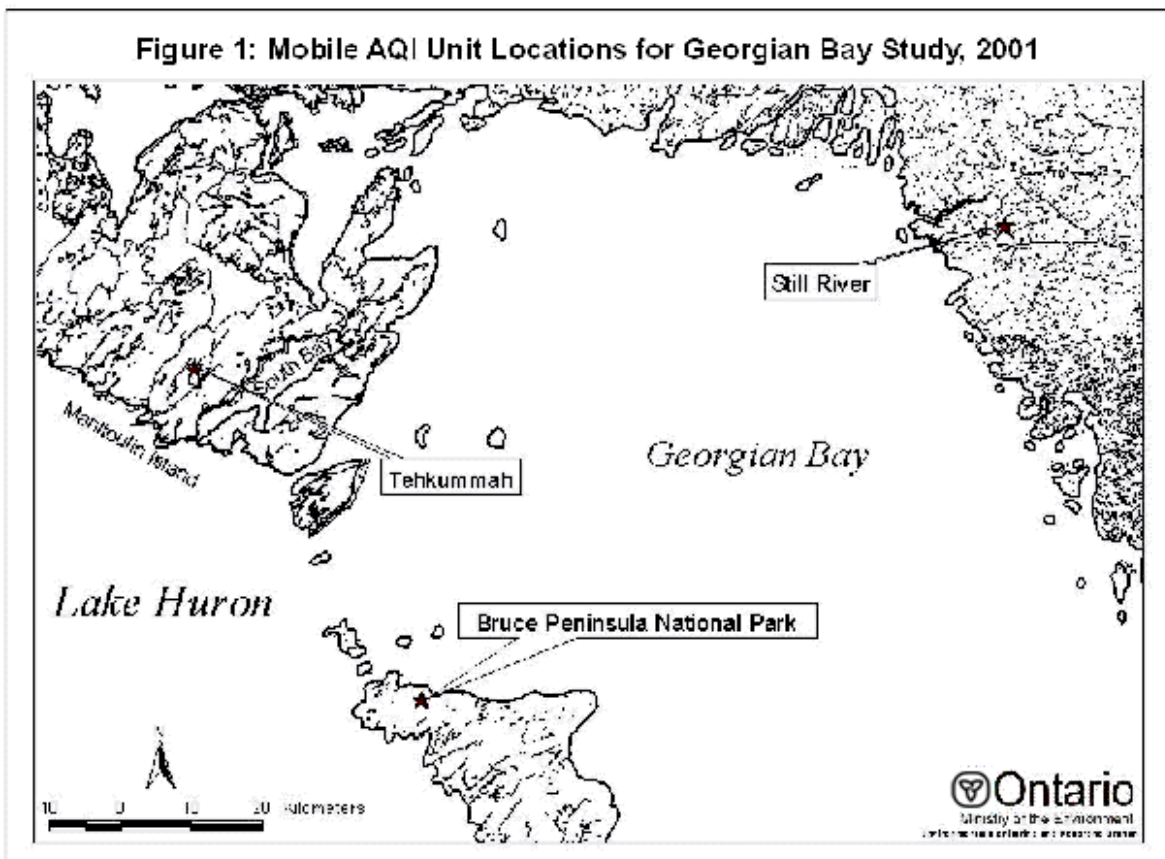 Figure 1: Mobile AQI Unit Locations for Georgian Bay Study, 2001
Still River
South Bay
Manitoulin Island
Georgian Bay
Tehkummah
Lake Huron
Bruce Peninsula National Park
N
10 0 10 20 Kilometers
Ontario
Ministry of the Environment